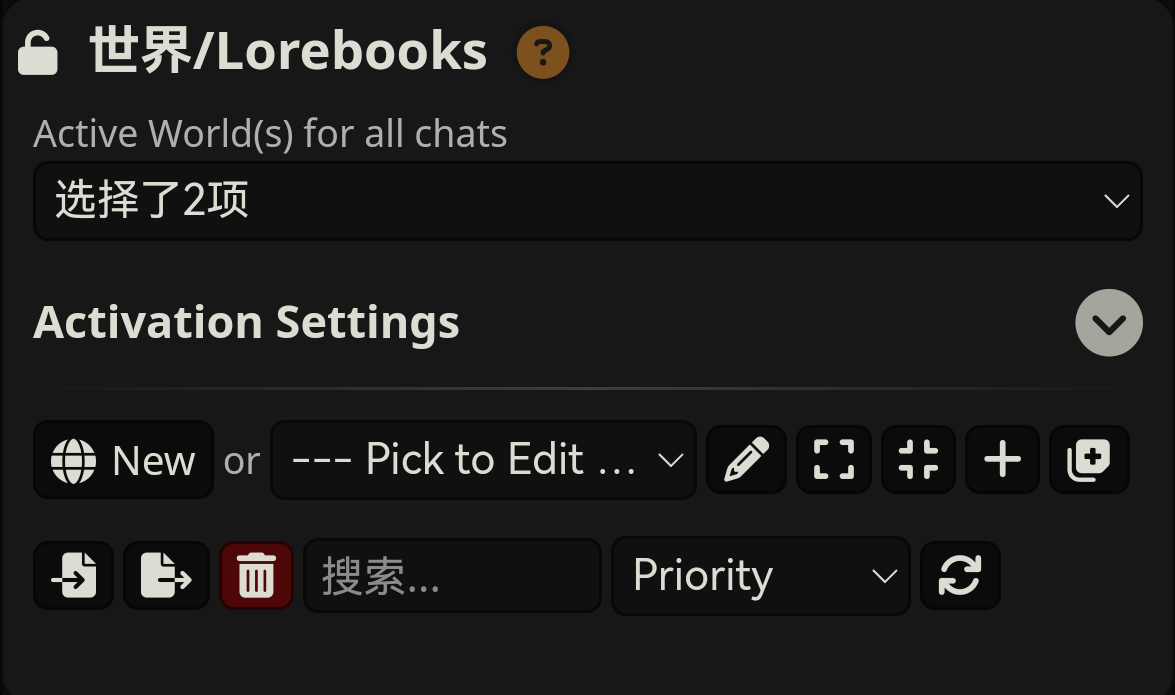 世界/Lorebooks ?
Active World(s) for all chats
选择了2项
Activation Settings
New or --- Pick to Edit ...
搜索... Priority